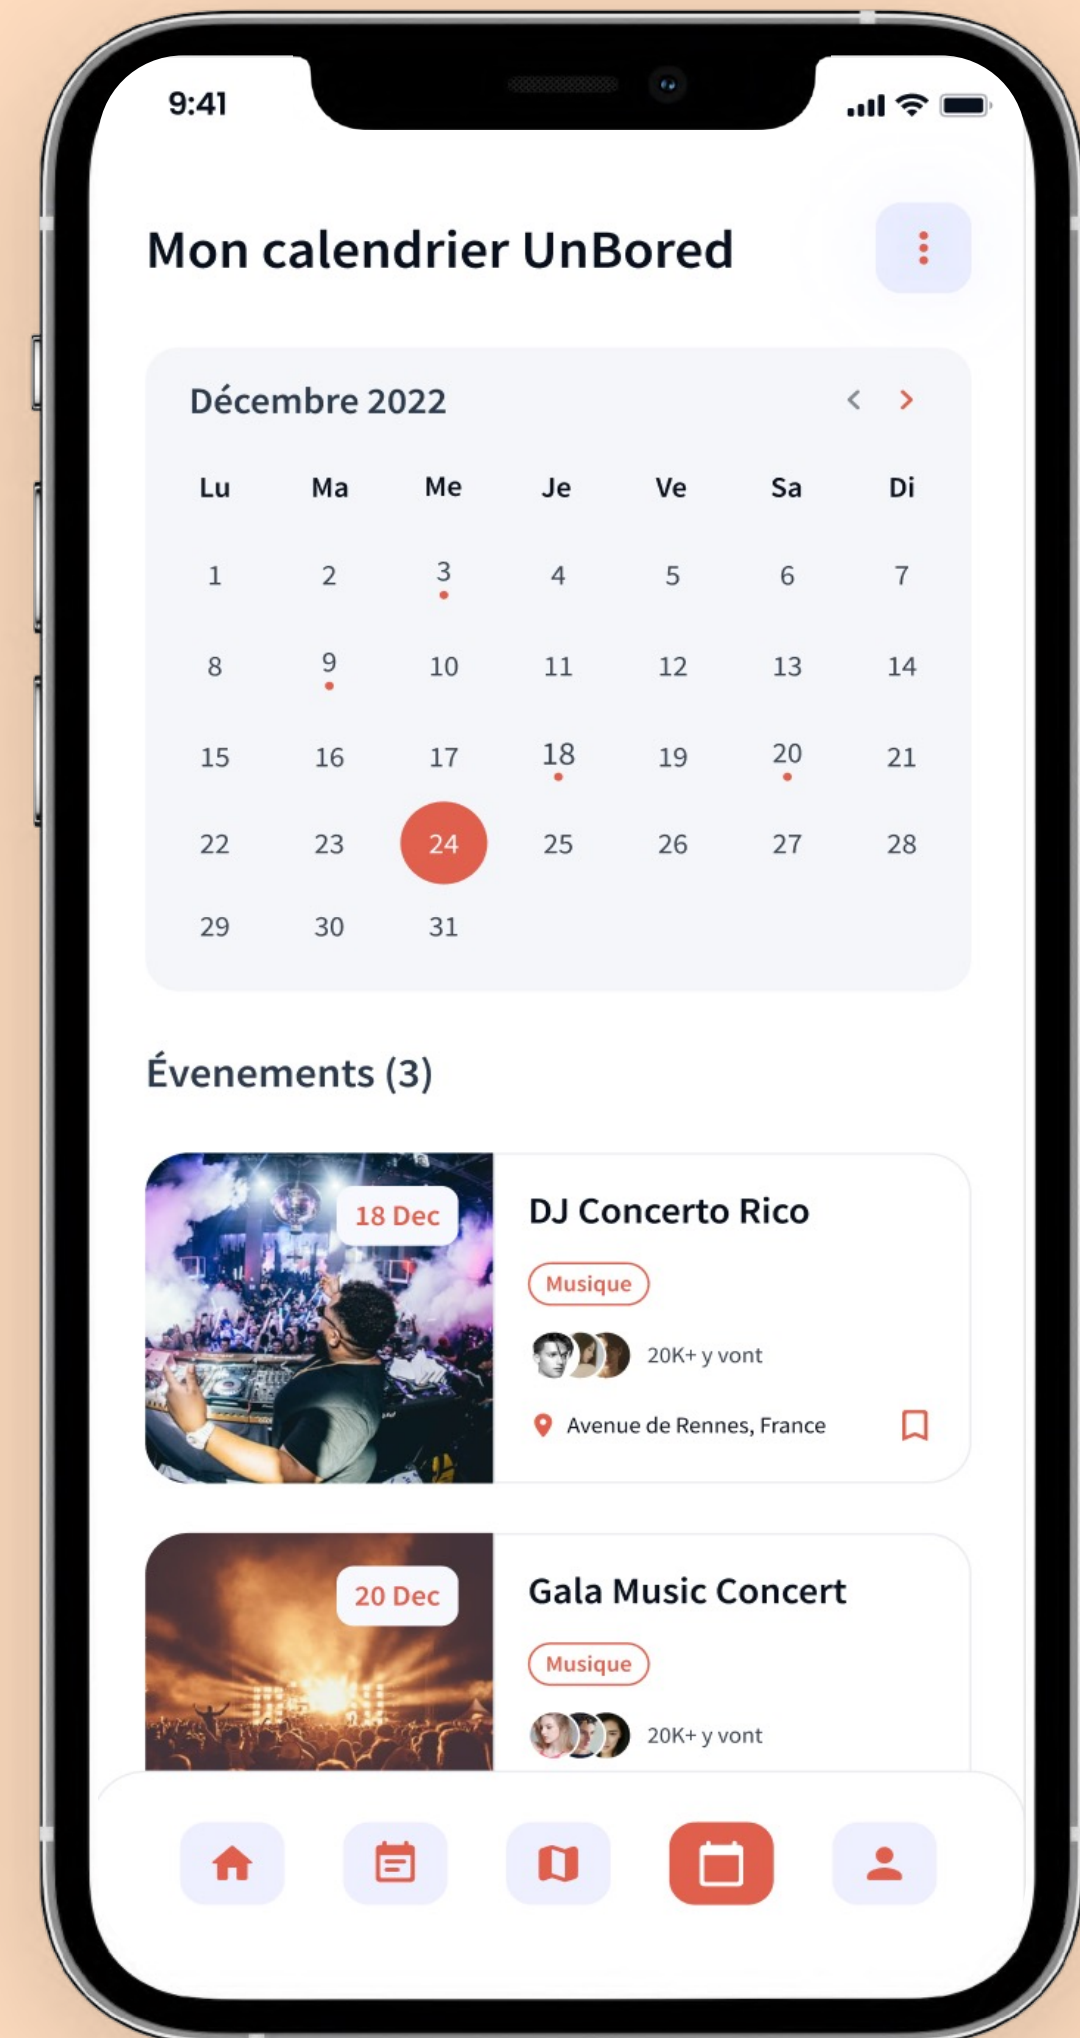 9:41
Mon calendrier UnBored
Décembre 2022
Lu Ma Me Je Ve Sa Di
1 2 3 4 5 6 7
8 9 10 11 12 13 14
15 16 17 18 19 20 21
22 23 24 25 26 27 28
29 30 31
Évenements (3)
18 Dec
DJ Concerto Rico
Musique
20K+ y vont
Avenue de Rennes, France
20 Dec
Gala Music Concert
Musique
20K+ y vont